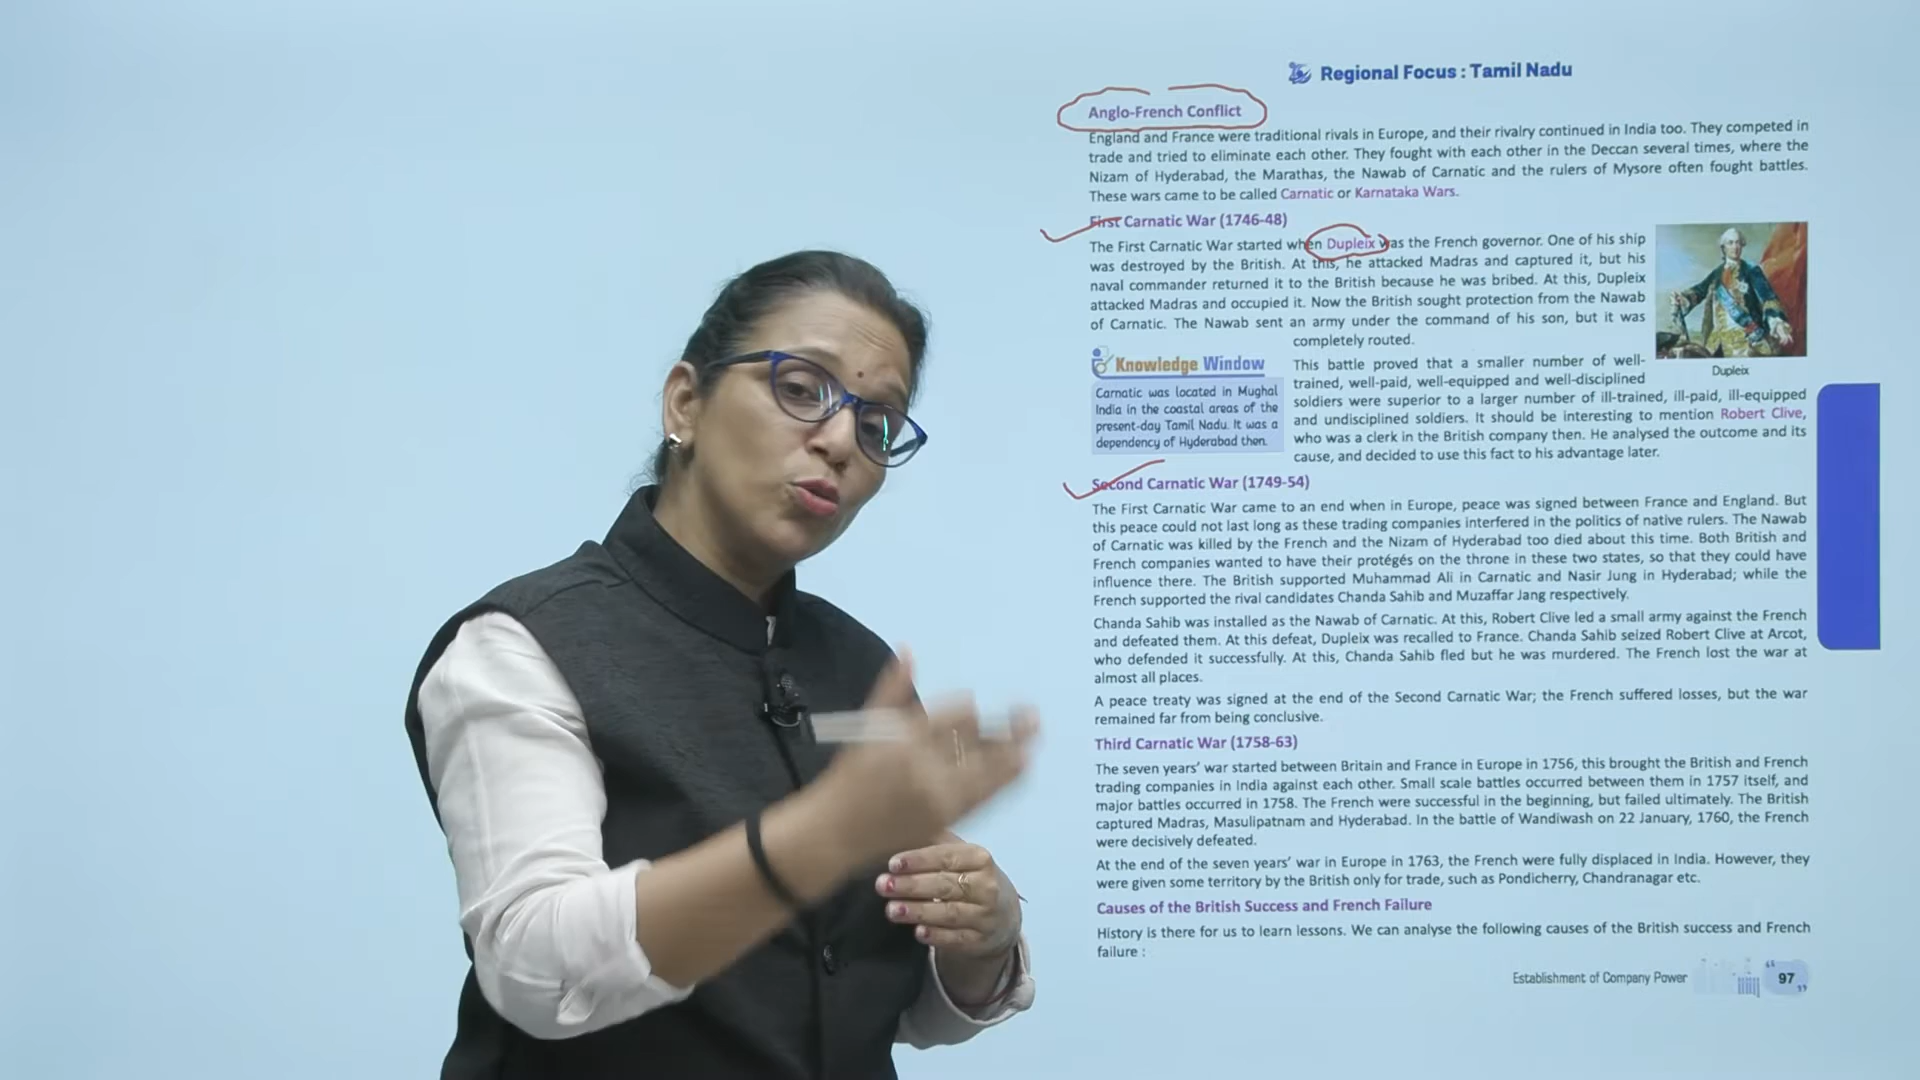 Regional Focus : Tamil Nadu
Anglo-French Conflict
England and France were traditional rivals in Europe, and their rivalry continued in India too. They competed in
trade and tried to eliminate each other. They fought with each other in the Deccan several times, where the
Nizam of Hyderabad, the Marathas, the Nawab of Carnatic and the rulers of Mysore often fought battles.
These wars came to be called Carnatic or Karnataka Wars.
First Carnatic War (1746-48)
The First Carnatic War started when Dupleix was the French governor. One of his ship
was destroyed by the British. At this, he attacked Madras and captured it, but his
naval commander returned it to the British because he was bribed. At this, Dupleix
attacked Madras and occupied it. Now the British sought protection from the Nawab
of Carnatic. The Nawab sent an army under the command of his son, but it was
completely routed.
Dupleix
Knowledge Window
Carnatic was located in Mughal
India in the coastal areas of the
present-day Tamil Nadu. It was a
dependency of Hyderabad then.
This battle proved that a smaller number of well-
trained, well-paid, well-equipped and well-disciplined
soldiers were superior to a larger number of ill-trained, ill-paid, ill-equipped
and undisciplined soldiers. It should be interesting to mention Robert Clive,
who was a clerk in the British company then. He analysed the outcome and its
cause, and decided to use this fact to his advantage later.
Second Carnatic War (1749-54)
The First Carnatic War came to an end when in Europe, peace was signed between France and England. But
this peace could not last long as these trading companies interfered in the politics of native rulers. The Nawab
of Carnatic was killed by the French and the Nizam of Hyderabad too died about this time. Both British and
French companies wanted to have their protégés on the throne in these two states, so that they could have
influence there. The British supported Muhammad Ali in Carnatic and Nasir Jung in Hyderabad; while the
French supported the rival candidates Chanda Sahib and Muzaffar Jang respectively.
Chanda Sahib was installed as the Nawab of Carnatic. At this, Robert Clive led a small army against the French
and defeated them. At this defeat, Dupleix was recalled to France. Chanda Sahib seized Robert Clive at Arcot,
who defended it successfully. At this, Chanda Sahib fled but he was murdered. The French lost the war at
almost all places.
A peace treaty was signed at the end of the Second Carnatic War; the French suffered losses, but the war
remained far from being conclusive.
Third Carnatic War (1758-63)
The seven years' war started between Britain and France in Europe in 1756, this brought the British and French
trading companies in India against each other. Small scale battles occurred between them in 1757 itself, and
major battles occurred in 1758. The French were successful in the beginning, but failed ultimately. The British
captured Madras, Masulipatnam and Hyderabad. In the battle of Wandiwash on 22 January, 1760, the French
were decisively defeated.
At the end of the seven years' war in Europe in 1763, the French were fully displaced in India. However, they
were given some territory by the British only for trade, such as Pondicherry, Chandranagar etc.
Causes of the British Success and French Failure
History is there for us to learn lessons. We can analyse the following causes of the British success and French
failure :
Establishment of Company Power
97